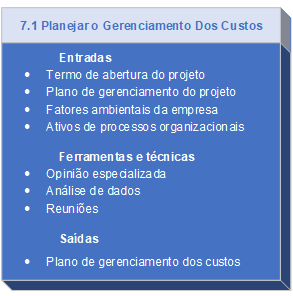 7.1 Planejar o Gerenciamento Dos Custos
Entradas
• Termo de abertura do projeto
• Plano de gerenciamento do projeto
• Fatores ambientais da empresa
• Ativos de processos organizacionais
Ferramentas e técnicas
• Opinião especializada
• Análise de dados
• Reuniões
Saídas
• Plano de gerenciamento dos custos